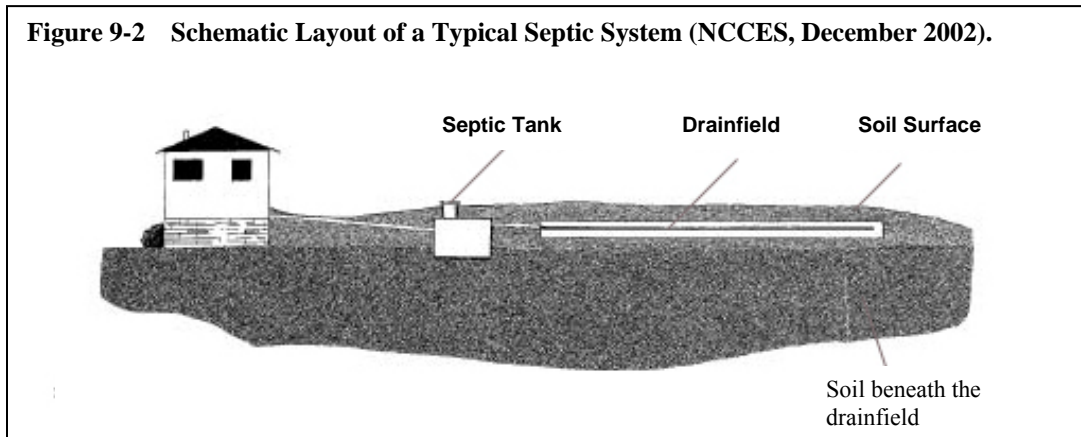 Figure 9-2 Schematic Layout of a Typical Septic System (NCCES, December 2002).
Septic Tank
Drainfield
Soil Surface
Soil beneath the
drainfield